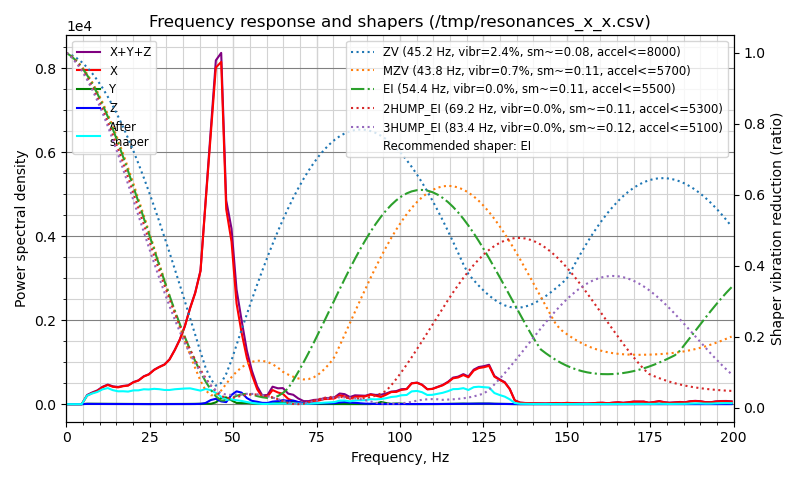 Frequency response and shapers (/tmp/resonances_x_x.csv)
1e4
X+Y+Z
X
Y
Z
After
shaper
ZV (45.2 Hz, vibr=2.4%, sm~=0.08, accel<=8000)
MZV (43.8 Hz, vibr=0.7%, sm~=0.11, accel<=5700)
EI (54.4 Hz, vibr=0.0%, sm~=0.11, accel<=5500)
2HUMP_EI (69.2 Hz, vibr=0.0%, sm~=0.11, accel<=5300)
3HUMP_EI (83.4 Hz, vibr=0.0%, sm~=0.12, accel<=5100)
Recommended shaper: EI
Power spectral density
0.8
0.6
0.4
0.2
0.0
1.0
0.8
0.6
0.4
0.2
0.0
Shaper vibration reduction (ratio)
0 25 50 75 100 125 150 175 200
Frequency, Hz